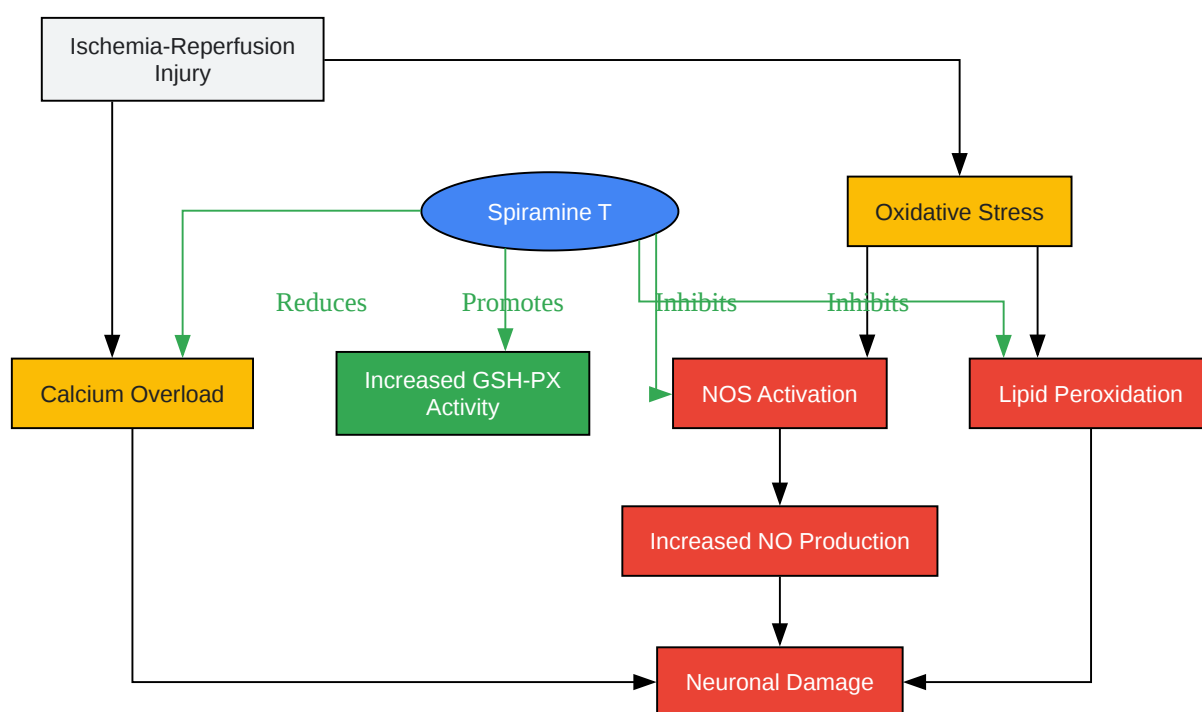 Ischemia-Reperfusion
Injury
Spiramine T
Oxidative Stress
Reduces
Promotes
Inhibits
Inhibits
Calcium Overload
Increased GSH-PX
Activity
NOS Activation
Lipid Peroxidation
Increased NO Production
Neuronal Damage